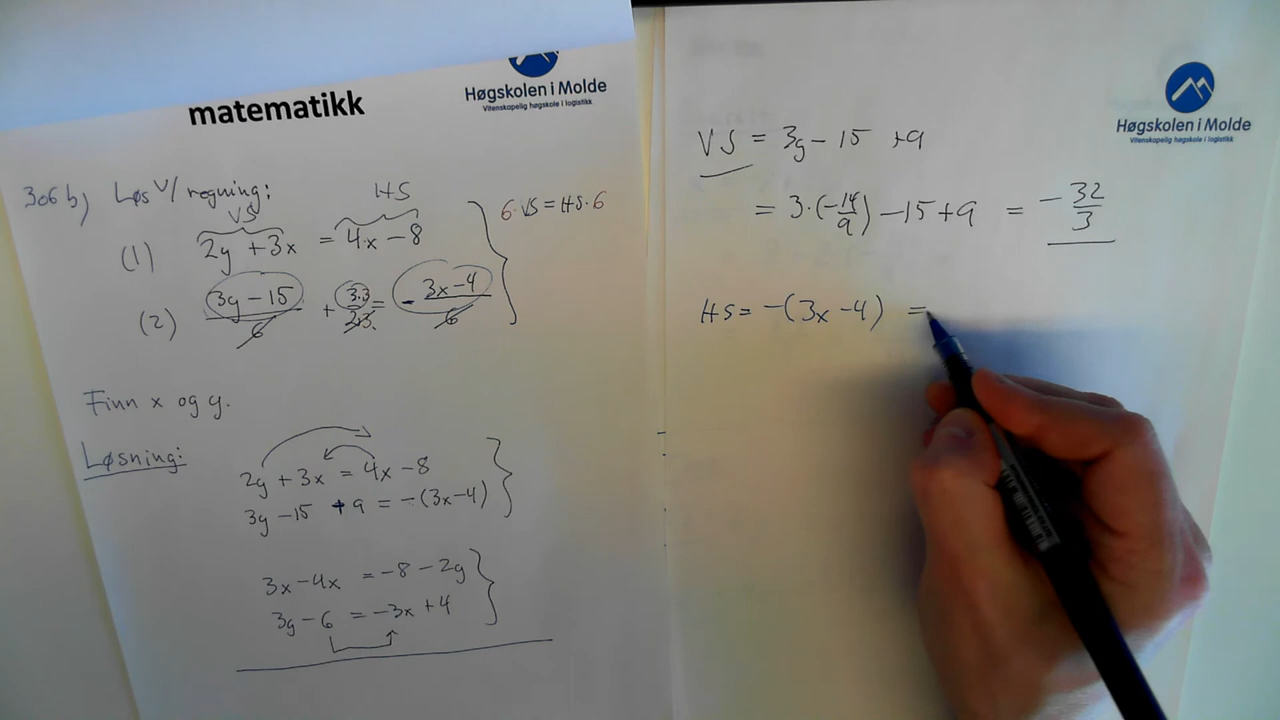 matematikk
Høgskolen i Molde
Vitenskapelig høgskole i logistikk
306 b) Løs v/ regning:
VS HS
(1) 2y + 3x = 4x - 8
6·VS = HS·6
(2) (3y - 15)/6 + (3·3)/(2·3) = - (3x - 4)/6
Finn x og y.
Løsning:
2y + 3x = 4x - 8
3y - 15 + 9 = -(3x - 4)
3x - 4x = -8 - 2y
3y - 6 = -3x + 4
Høgskolen i Molde
Vitenskapelig høgskole i logistikk
VS = 3y - 15 + 9
= 3·(-14/9) - 15 + 9 = - 32/3
HS = -(3x - 4) =